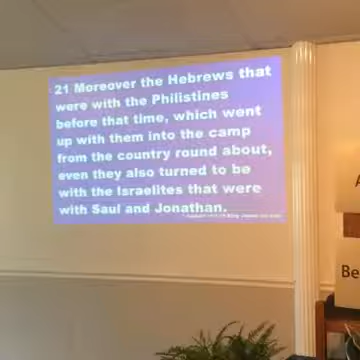 21 Moreover the Hebrews that
were with the Philistines
before that time, which went
up with them into the camp
from the country round about,
even they also turned to be
with the Israelites that were
with Saul and Jonathan.
A
Be